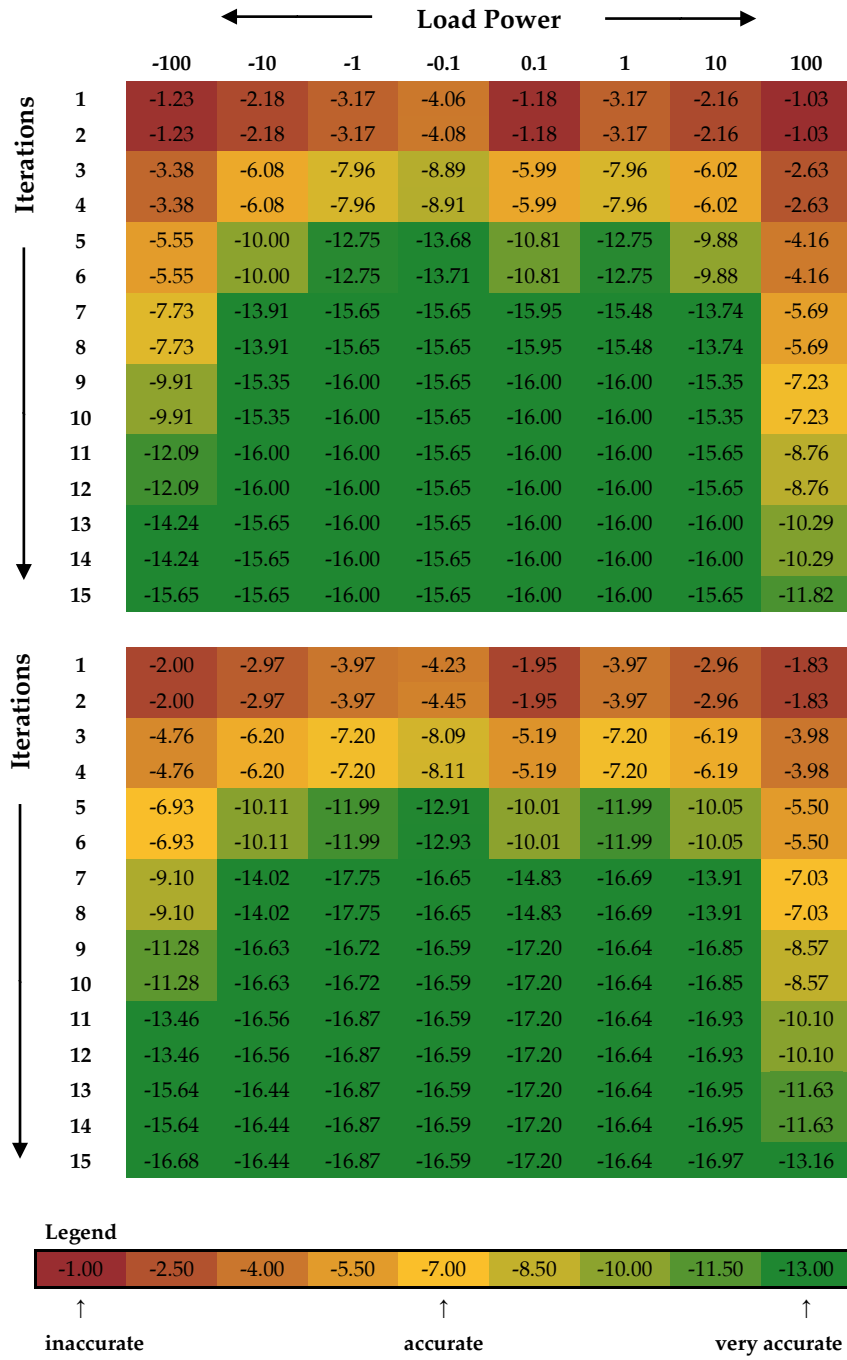 Load Power
-100 -10 -1 -0.1 0.1 1 10 100
Iterations
1 -1.23 -2.18 -3.17 -4.06 -1.18 -3.17 -2.16 -1.03
2 -1.23 -2.18 -3.17 -4.08 -1.18 -3.17 -2.16 -1.03
3 -3.38 -6.08 -7.96 -8.89 -5.99 -7.96 -6.02 -2.63
4 -3.38 -6.08 -7.96 -8.91 -5.99 -7.96 -6.02 -2.63
5 -5.55 -10.00 -12.75 -13.68 -10.81 -12.75 -9.88 -4.16
6 -5.55 -10.00 -12.75 -13.71 -10.81 -12.75 -9.88 -4.16
7 -7.73 -13.91 -15.65 -15.65 -15.95 -15.48 -13.74 -5.69
8 -7.73 -13.91 -15.65 -15.65 -15.95 -15.48 -13.74 -5.69
9 -9.91 -15.35 -16.00 -16.00 -16.00 -16.00 -15.35 -7.23
10 -9.91 -15.35 -16.00 -15.65 -16.00 -16.00 -15.35 -7.23
11 -12.09 -16.00 -16.00 -15.65 -16.00 -16.00 -15.65 -8.76
12 -12.09 -16.00 -16.00 -15.65 -16.00 -16.00 -15.65 -8.76
13 -14.24 -15.65 -16.00 -15.65 -16.00 -16.00 -16.00 -10.29
14 -14.24 -15.65 -16.00 -15.65 -16.00 -16.00 -16.00 -10.29
15 -15.65 -15.65 -16.00 -15.65 -16.00 -16.00 -15.65 -11.82
Iterations
1 -2.00 -2.97 -3.97 -4.23 -1.95 -3.97 -2.96 -1.83
2 -2.00 -2.97 -3.97 -4.45 -1.95 -3.97 -2.96 -1.83
3 -4.76 -6.20 -7.20 -8.09 -5.19 -7.20 -6.19 -3.98
4 -4.76 -6.20 -7.20 -8.11 -5.19 -7.20 -6.19 -3.98
5 -6.93 -10.11 -11.99 -12.91 -10.01 -11.99 -10.05 -5.50
6 -6.93 -10.11 -11.99 -12.93 -10.01 -11.99 -10.05 -5.50
7 -9.10 -14.02 -17.75 -16.65 -14.83 -16.69 -13.91 -7.03
8 -9.10 -14.02 -17.75 -16.65 -14.83 -16.69 -13.91 -7.03
9 -11.28 -16.63 -16.72 -16.59 -17.20 -16.64 -16.85 -8.57
10 -11.28 -16.63 -16.72 -16.59 -17.20 -16.64 -16.85 -8.57
11 -13.46 -16.56 -16.87 -16.59 -17.20 -16.64 -16.93 -10.10
12 -13.46 -16.56 -16.87 -16.59 -17.20 -16.64 -16.93 -10.10
13 -15.64 -16.44 -16.87 -16.59 -17.20 -16.64 -16.95 -11.63
14 -15.64 -16.44 -16.87 -16.59 -17.20 -16.64 -16.95 -11.63
15 -16.68 -16.44 -16.87 -16.59 -17.20 -16.64 -16.97 -13.16
Legend
-1.00 -2.50 -4.00 -5.50 -7.00 -8.50 -10.00 -11.50 -13.00
↑ ↑ ↑
inaccurate accurate very accurate